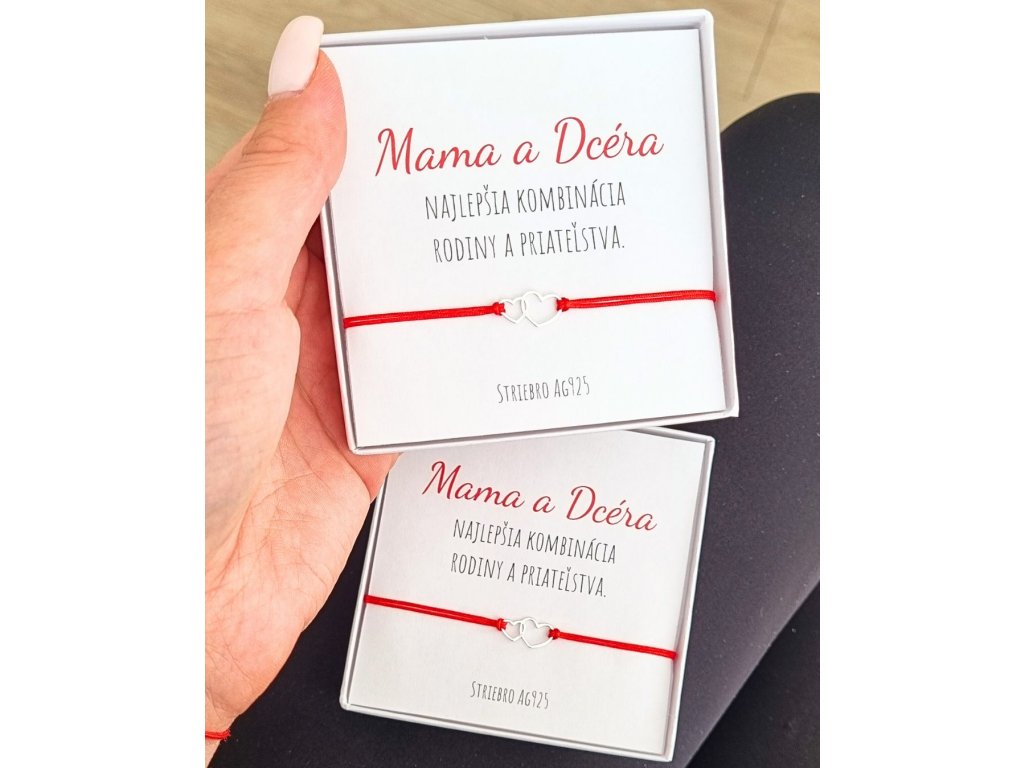 Mama a Dcéra
NAJLEPŠIA KOMBINÁCIA
RODINY A PRIATEĽSTVA.
STRIEBRO AG925
Mama a Dcéra
NAJLEPŠIA KOMBINÁCIA
RODINY A PRIATEĽSTVA.
STRIEBRO AG925